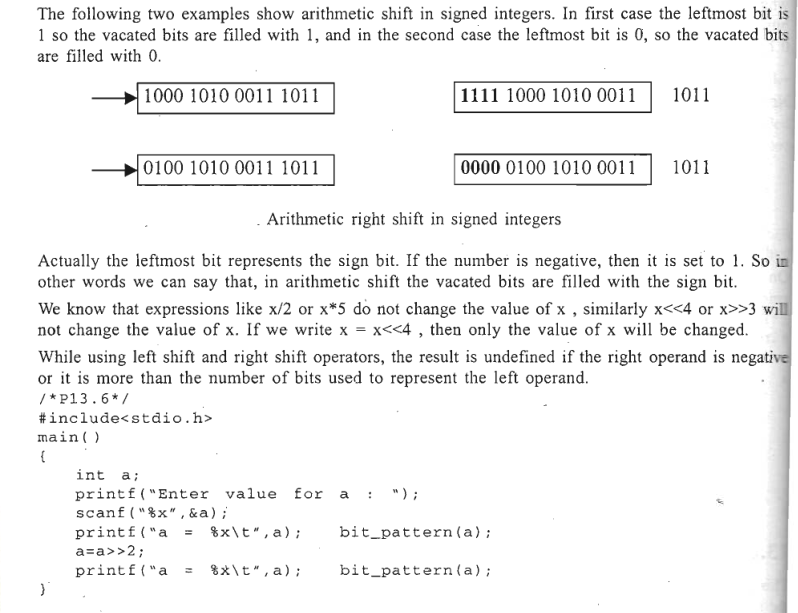 The following two examples show arithmetic shift in signed integers. In first case the leftmost bit is
1 so the vacated bits are filled with 1, and in the second case the leftmost bit is 0, so the vacated bits
are filled with 0.
1000 1010 0011 1011 1111 1000 1010 0011 1011
0100 1010 0011 1011 0000 0100 1010 0011 1011
Arithmetic right shift in signed integers
Actually the leftmost bit represents the sign bit. If the number is negative, then it is set to 1. So in
other words we can say that, in arithmetic shift the vacated bits are filled with the sign bit.
We know that expressions like x/2 or x*5 do not change the value of x , similarly x<<4 or x>>3 will
not change the value of x. If we write x = x<<4 , then only the value of x will be changed.
While using left shift and right shift operators, the result is undefined if the right operand is negative
or it is more than the number of bits used to represent the left operand.
/*P13.6*/
#include<stdio.h>
main()
{
int a;
printf("Enter value for a : ");
scanf("%x",&a);
printf("a = %x\t",a); bit_pattern(a);
a=a>>2;
printf("a = %x\t",a); bit_pattern(a);
}